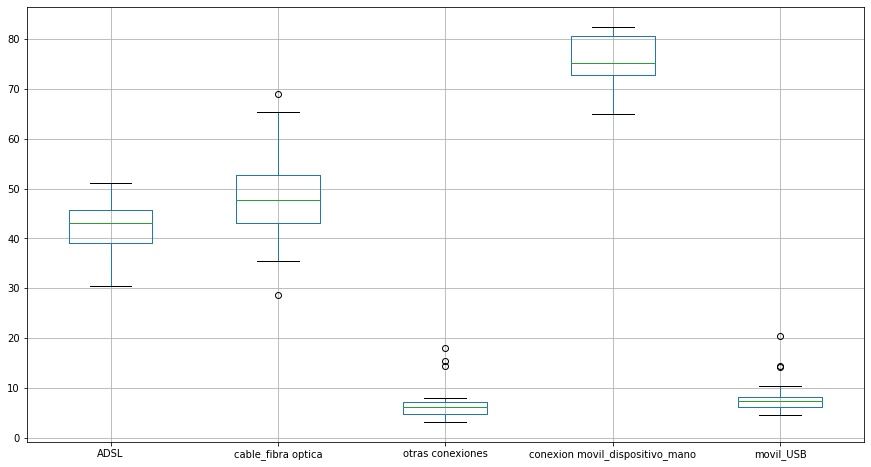 80
70
60
50
40
30
20
10
0
ADSL
cable_fibra optica
otras conexiones
conexion movil_dispositivo_mano
movil_USB